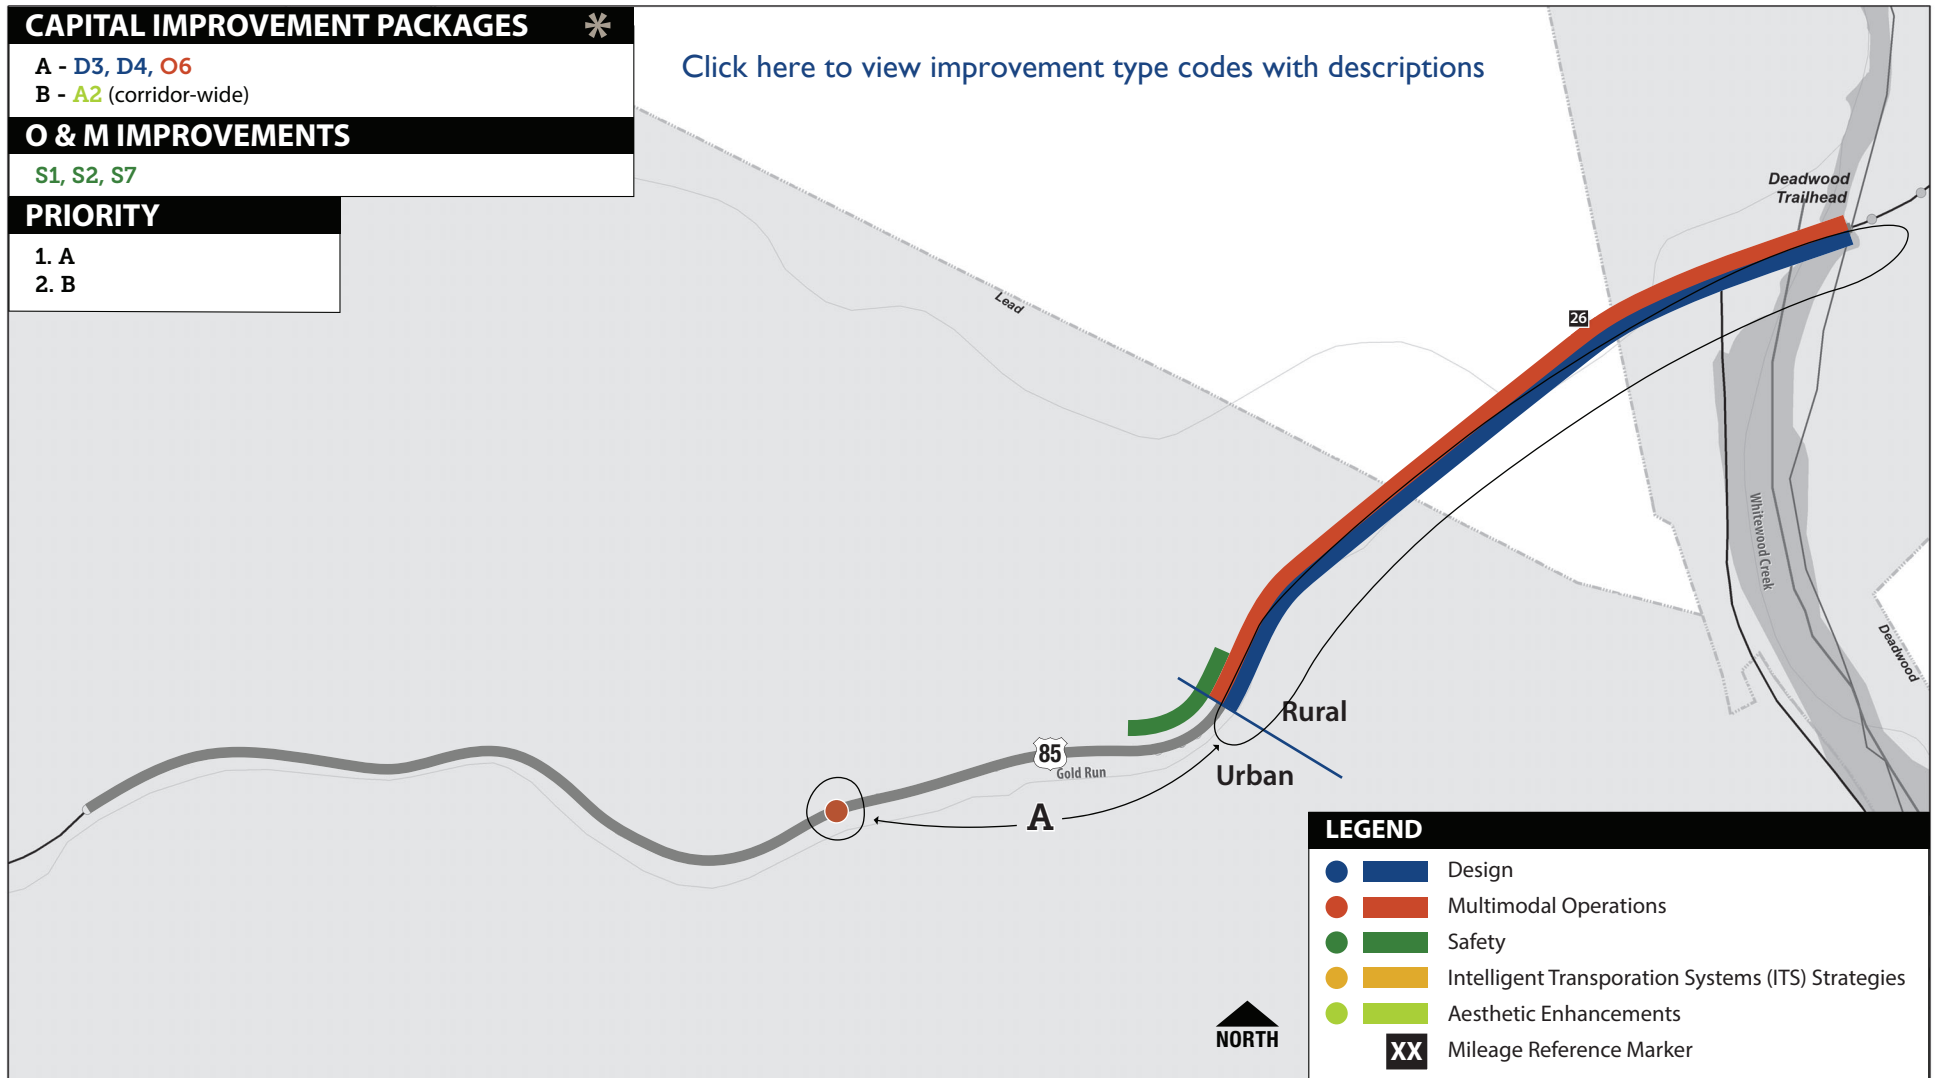 CAPITAL IMPROVEMENT PACKAGES *
A - D3, D4, O6
B - A2 (corridor-wide)
O & M IMPROVEMENTS
S1, S2, S7
PRIORITY
1. A
2. B
Click here to view improvement type codes with descriptions
Deadwood
Trailhead
Lead
26
Whitewood Creek
Deadwood
Rural
Urban
85
Gold Run
A
NORTH
LEGEND
Design
Multimodal Operations
Safety
Intelligent Transporation Systems (ITS) Strategies
Aesthetic Enhancements
XX Mileage Reference Marker